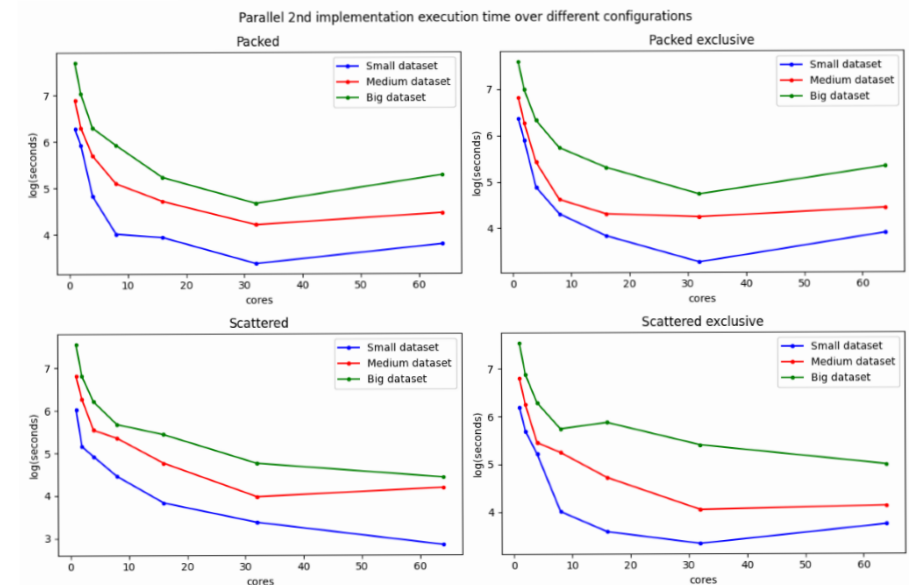 Parallel 2nd implementation execution time over different configurations
Packed
Small dataset
Medium dataset
Big dataset
log(seconds)
7
6
5
4
0 10 20 30 40 50 60
cores
Packed exclusive
Small dataset
Medium dataset
Big dataset
log(seconds)
7
6
5
4
0 10 20 30 40 50 60
cores
Scattered
Small dataset
Medium dataset
Big dataset
log(seconds)
7
6
5
4
3
0 10 20 30 40 50 60
cores
Scattered exclusive
Small dataset
Medium dataset
Big dataset
log(seconds)
7
6
5
4
0 10 20 30 40 50 60
cores